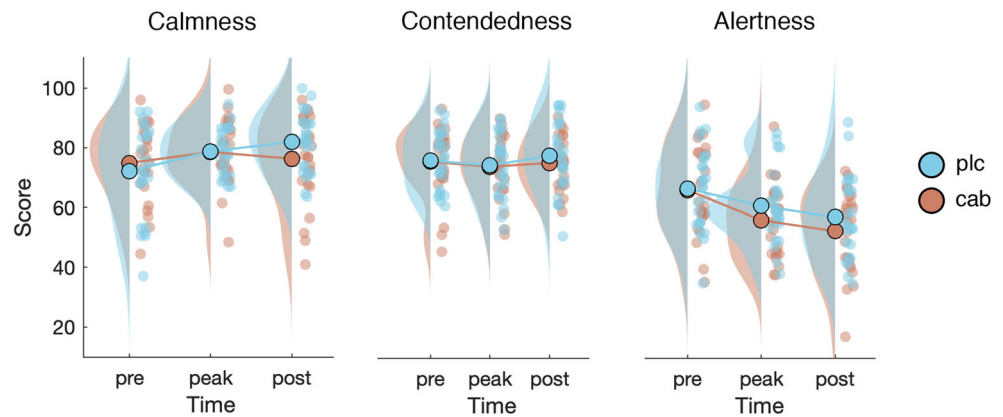 Calmness Contendedness Alertness
Score
100
80
60
40
20
pre peak post pre peak post pre peak post
Time Time Time
plc
cab